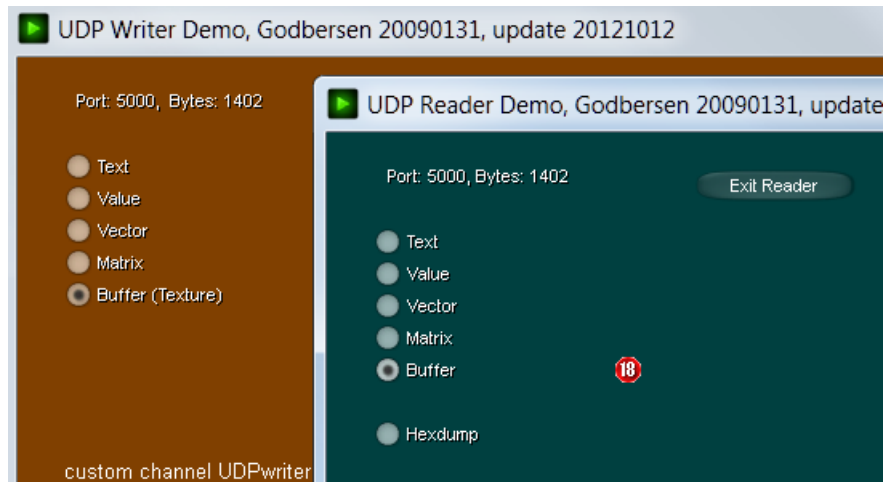 UDP Writer Demo, Godbersen 20090131, update 20121012
Port: 5000, Bytes: 1402
Text
Value
Vector
Matrix
Buffer (Texture)
custom channel UDPwriter
UDP Reader Demo, Godbersen 20090131, update
Port: 5000, Bytes: 1402
Exit Reader
Text
Value
Vector
Matrix
Buffer
18
Hexdump